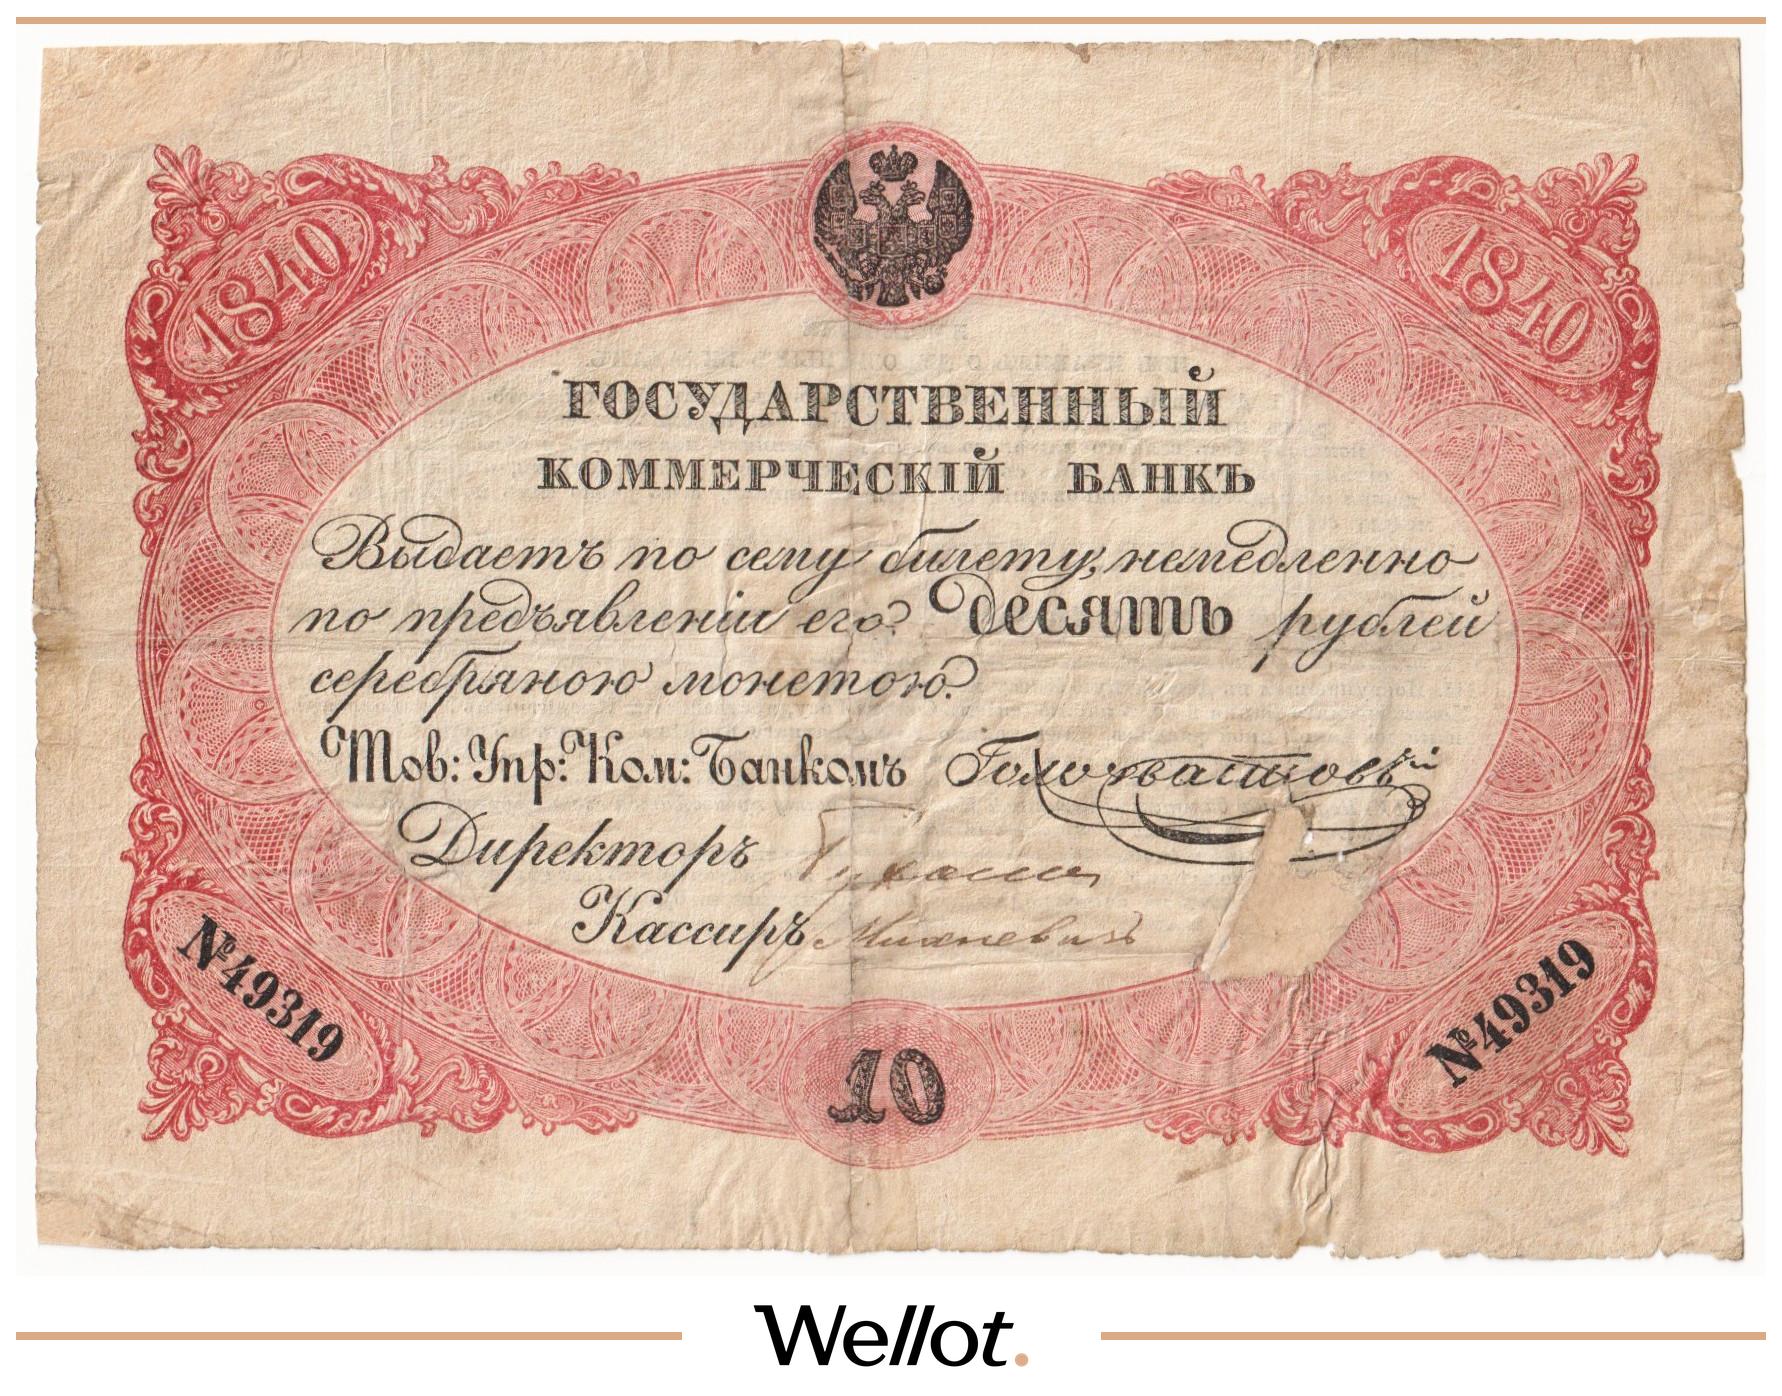 1840 1840
ГОСУДАРСТВЕННЫЙ
КОММЕРЧЕСКІЙ БАНКЪ
Выдаетъ по сему билету, немедленно
по предъявленіи его десять рублей
серебряною монетою.
Тов: Упр: Ком: Банкомъ
Директоръ
Кассиръ
№49319 №49319
10
Wellot.